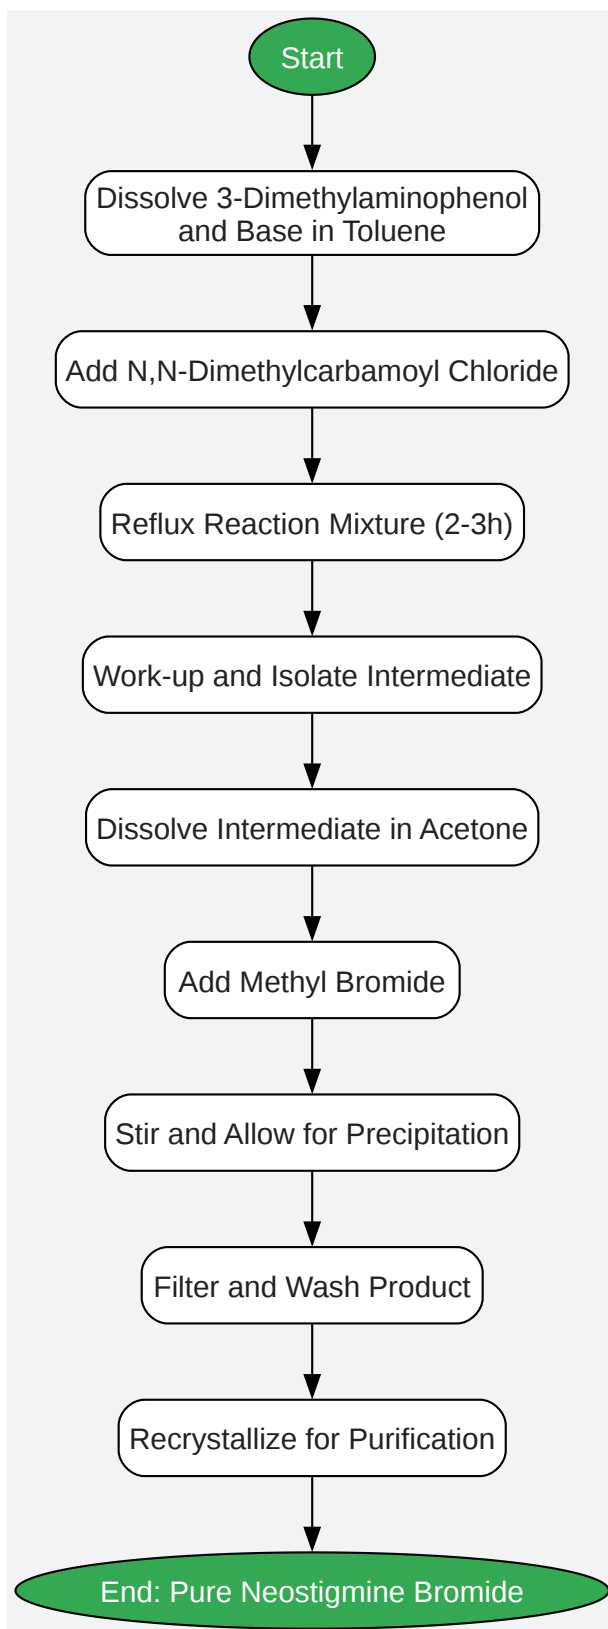 Start
Dissolve 3-Dimethylaminophenol
and Base in Toluene
Add N,N-Dimethylcarbamoyl Chloride
Reflux Reaction Mixture (2-3h)
Work-up and Isolate Intermediate
Dissolve Intermediate in Acetone
Add Methyl Bromide
Stir and Allow for Precipitation
Filter and Wash Product
Recrystallize for Purification
End: Pure Neostigmine Bromide